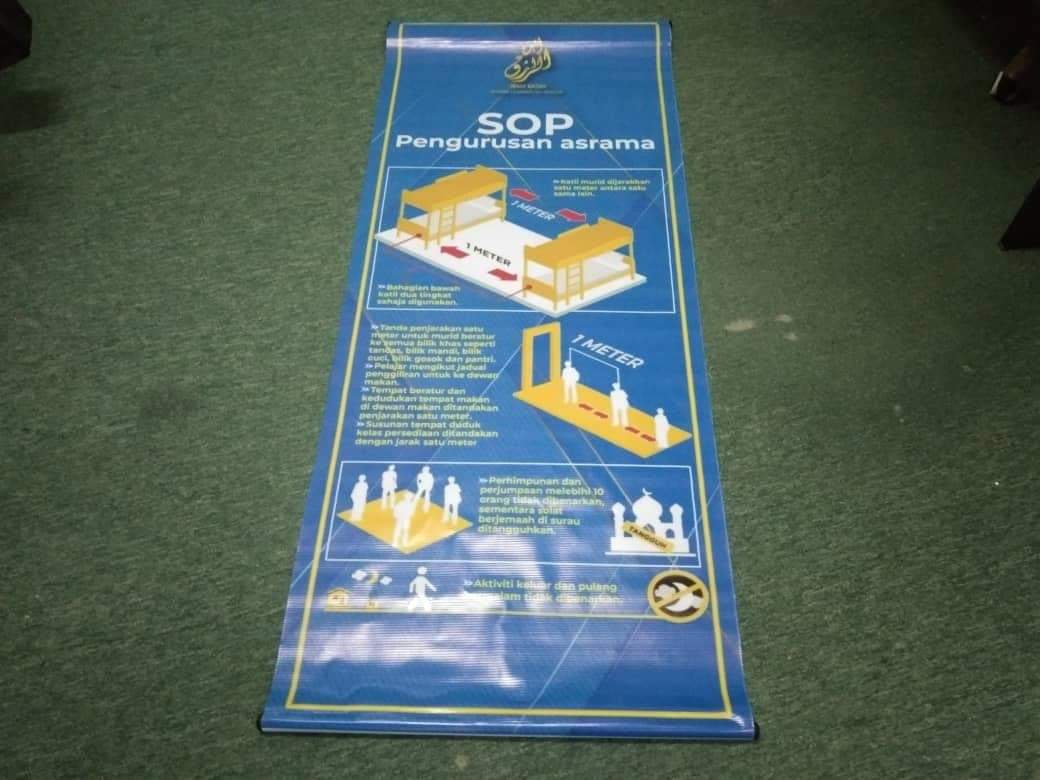 SOP
Pengurusan asrama
>> Katil murid dijarakkan
satu meter antara satu
sama lain.
1 METER
1 METER
>> Bahagian bawah
katil dua tingkat
sahaja digunakan.
>> Tanda penjarakan satu
meter untuk murid beratur
ke semua bilik khas seperti
tandas, bilik mandi, bilik
cuci, bilik gosok dan pantri.
>> Pelajar mengikut jadual
penggiliran untuk ke dewan
makan.
>> Tempat beratur dan
kedudukan tempat makan
di dewan makan ditandakan
penjarakan satu meter.
>> Susunan tempat duduk
kelas persediaan ditandakan
dengan jarak satu meter
1 METER
>> Perhimpunan dan
perjumpaan melebihi 10
orang tidak dibenarkan,
sementara solat
berjemaah di surau
ditangguhkan.
TANGGUH
>> Aktiviti keluar dan pulang
malam tidak dibenarkan.